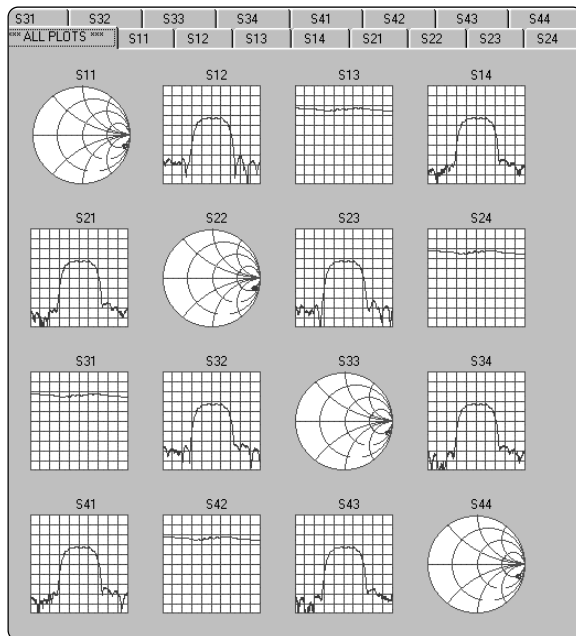 S31 S32 S33 S34 S41 S42 S43 S44
*** ALL PLOTS *** S11 S12 S13 S14 S21 S22 S23 S24
S11 S12 S13 S14
S21 S22 S23 S24
S31 S32 S33 S34
S41 S42 S43 S44